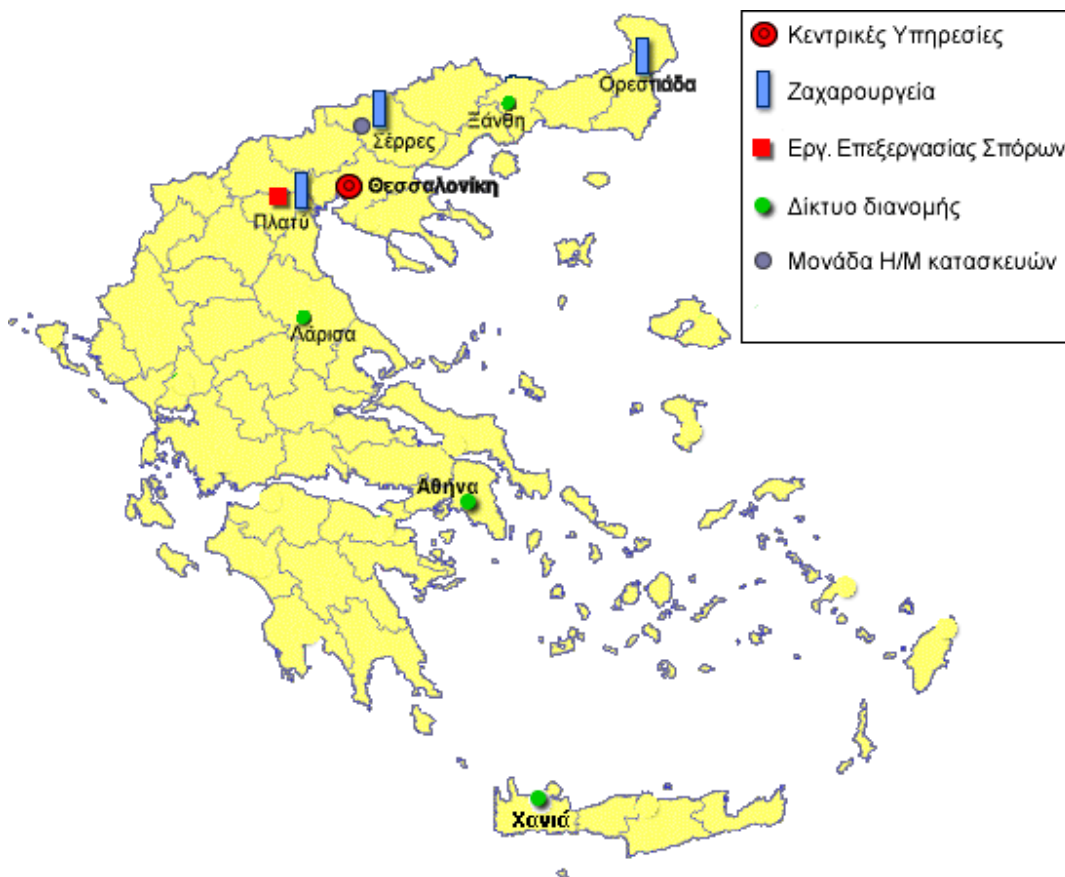 Κεντρικές Υπηρεσίες
Ζαχαρουργεία
Εργ. Επεξεργασίας Σπόρων
Δίκτυο διανομής
Μονάδα Η/Μ κατασκευών
Ορεστιάδα
Ξάνθη
Σέρρες
Θεσσαλονίκη
Πλατύ
Λάρισα
Αθήνα
Χανιά